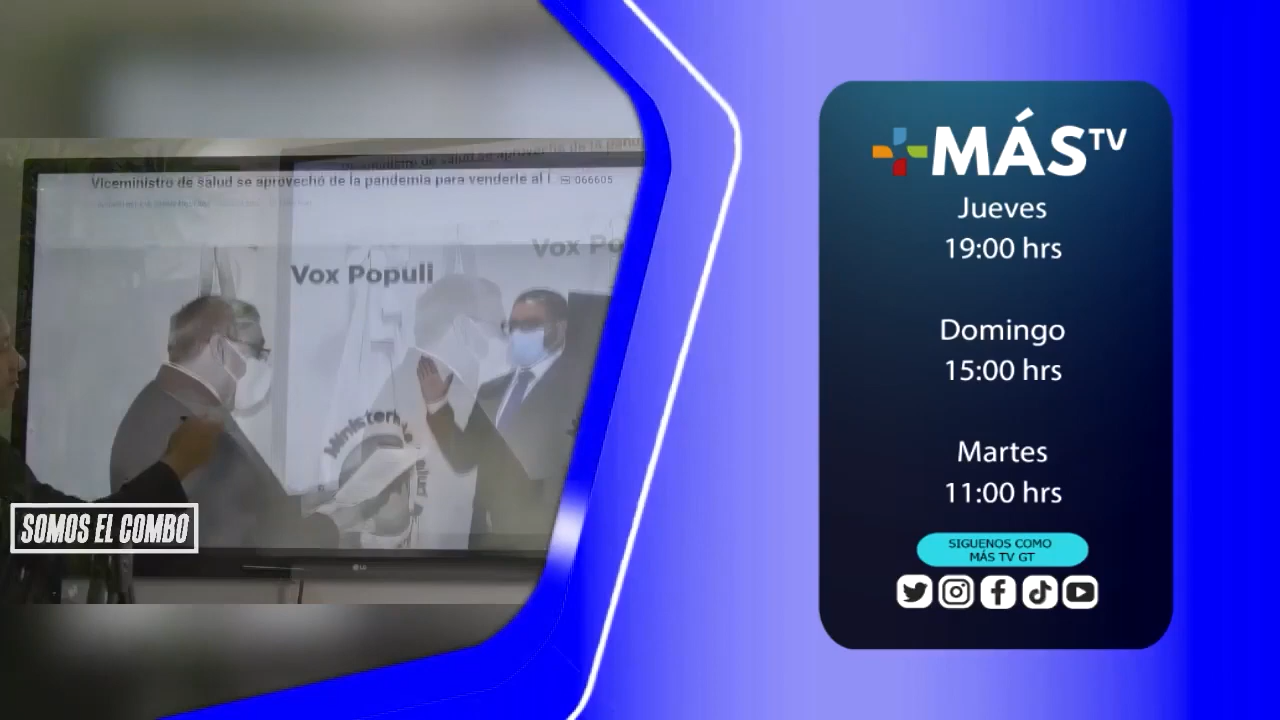 Viceministro de salud se aprovechó de la pandemia para venderle al I
066605
Vox Populi
Vox Po
Ministerio de
SOMOS EL COMBO
LG
MÁS TV
Jueves
19:00 hrs
Domingo
15:00 hrs
Martes
11:00 hrs
SIGUENOS COMO
MÁS TV GT